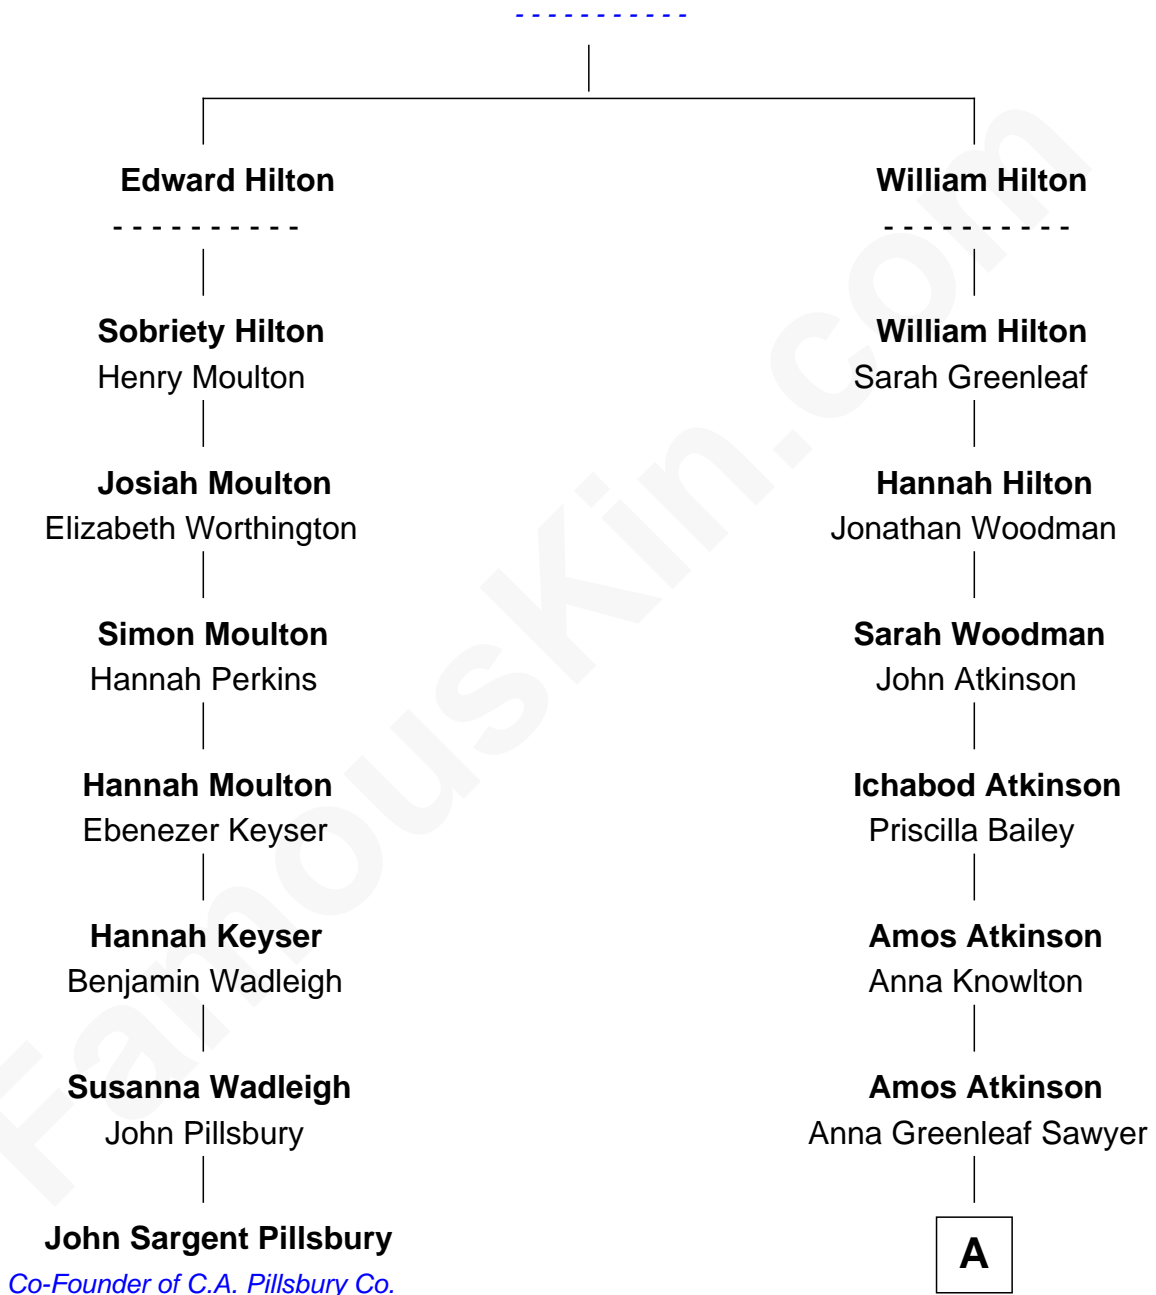 - - - - - - - - - - -
Edward Hilton
William Hilton
- - - - - - - - - -
- - - - - - - - - -
Sobriety Hilton
Henry Moulton
William Hilton
Sarah Greenleaf
Josiah Moulton
Elizabeth Worthington
Hannah Hilton
Jonathan Woodman
Simon Moulton
Hannah Perkins
Sarah Woodman
John Atkinson
Hannah Moulton
Ebenezer Keyser
Ichabod Atkinson
Priscilla Bailey
Hannah Keyser
Benjamin Wadleigh
Amos Atkinson
Anna Knowlton
Susanna Wadleigh
John Pillsbury
Amos Atkinson
Anna Greenleaf Sawyer
John Sargent Pillsbury
Co-Founder of C.A. Pillsbury Co.
A
FamousKin.com